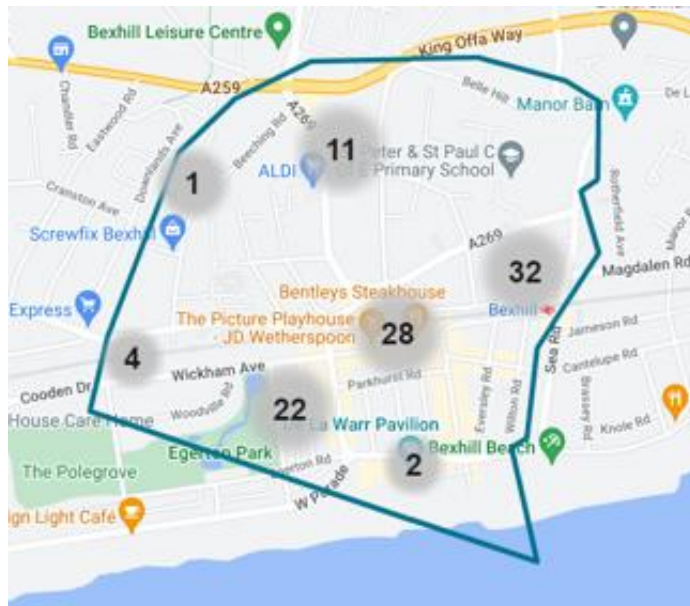 Bexhill Leisure Centre
King Offa Way
A259
Chandler Rd
Eastwood Rd
A269
Belle Hill
Manor Barn
De L
Beeching Rd
Downlands Ave
11
ALDI
Peter & St Paul C
E Primary School
1
Cranston Ave
Rotherfield Ave
Manor
Screwfix Bexhill
A269
32
Magdalen Rd
Express
Bentleys Steakhouse
Bexhill
The Picture Playhouse
- JD Wetherspoon
28
Jameson Rd
Sea Rd
4
Wickham Ave
Cantelupe Rd
Cooden Dr
Parkhurst Rd
Woodville Rd
22
Eversley Rd
Wilton Rd
Brassey Rd
House Care Home
La Warr Pavilion
Knole Rd
Egerton Park
Bexhill Beach
The Polegrove
Egerton Rd
2
W Parade
ign Light Café